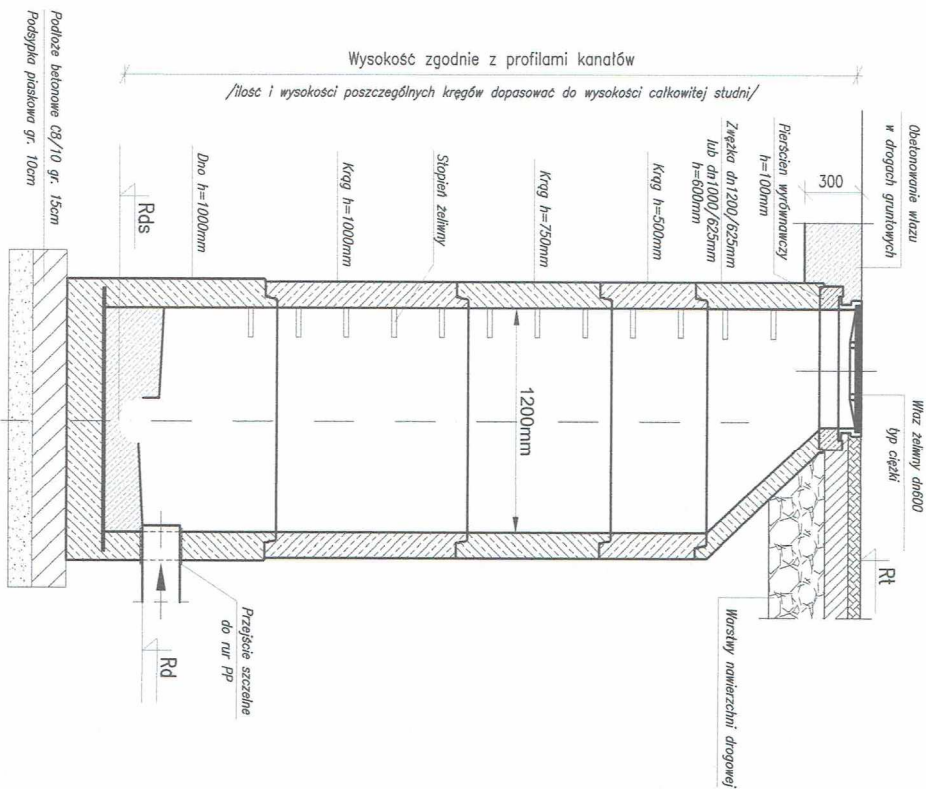 Wysokość zgodnie z profilami kanałów
/ilość i wysokości poszczególnych kręgów dopasować do wysokości całkowitej studni/
Obetonowanie włazu
w drogach gruntowych
300
Pierścien wyrównawczy
h=100mm
Zwężka dn1200/625mm
lub dn1000/625mm
h=600mm
Krąg h=500mm
Krąg h=750mm
Stopień żeliwny
Krąg h=1000mm
Dno h=1000mm
Rds
Podłoże betonowe C8/10 gr. 15cm
Podsypka piaskowa gr. 10cm
1200mm
Właz żeliwny dn600
typ ciężki
Rt
Warstwy nawierzchni drogowej
Przejście szczelne
do rur PP
Rd